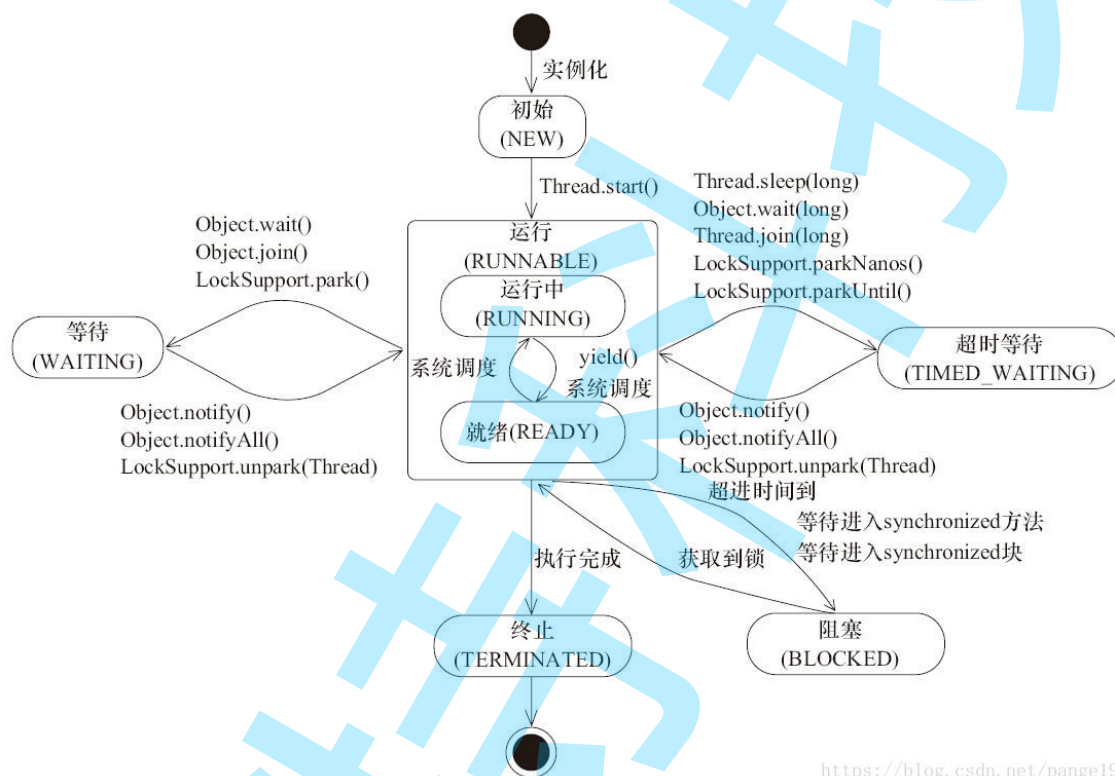 实例化
初始
(NEW)
Thread.start()
Object.wait()
Object.join()
LockSupport.park()
Thread.sleep(long)
Object.wait(long)
Thread.join(long)
LockSupport.parkNanos()
LockSupport.parkUntil()
运行
(RUNNABLE)
运行中
(RUNNING)
等待
(WAITING)
超时等待
(TIMED_WAITING)
系统调度
yield()
系统调度
就绪(READY)
Object.notify()
Object.notifyAll()
LockSupport.unpark(Thread)
Object.notify()
Object.notifyAll()
LockSupport.unpark(Thread)
超进时间到
等待进入synchronized方法
等待进入synchronized块
执行完成
获取到锁
终止
(TERMINATED)
阻塞
(BLOCKED)
https://blog.csdn.net/pange19